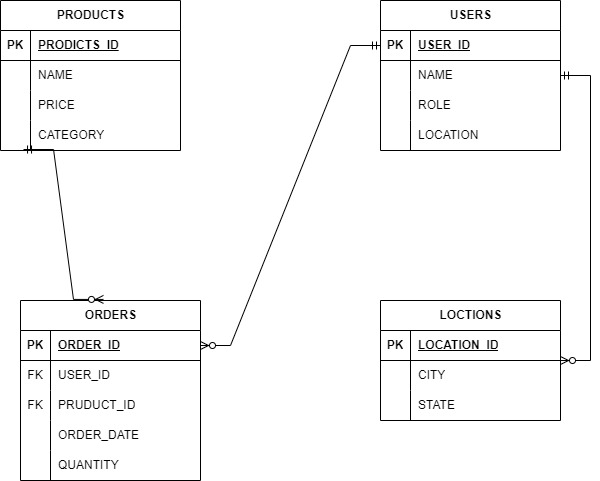 PRODUCTS
PK PRODICTS_ID
NAME
PRICE
CATEGORY
USERS
PK USER_ID
NAME
ROLE
LOCATION
ORDERS
PK ORDER_ID
FK USER_ID
FK PRUDUCT_ID
ORDER_DATE
QUANTITY
LOCTIONS
PK LOCATION_ID
CITY
STATE